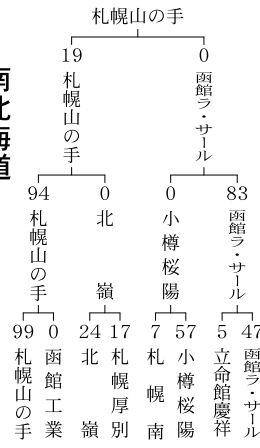 南北海道
札幌山の手
19 0
札幌山の手 函館ラ・サール
94 0 0 83
札幌山の手 北嶺 小樽桜陽 函館ラ・サール
99 0 24 17 7 57 5 47
札幌山の手 函館工業 北嶺 札幌厚別 札幌南 小樽桜陽 立命館慶祥 函館ラ・サール